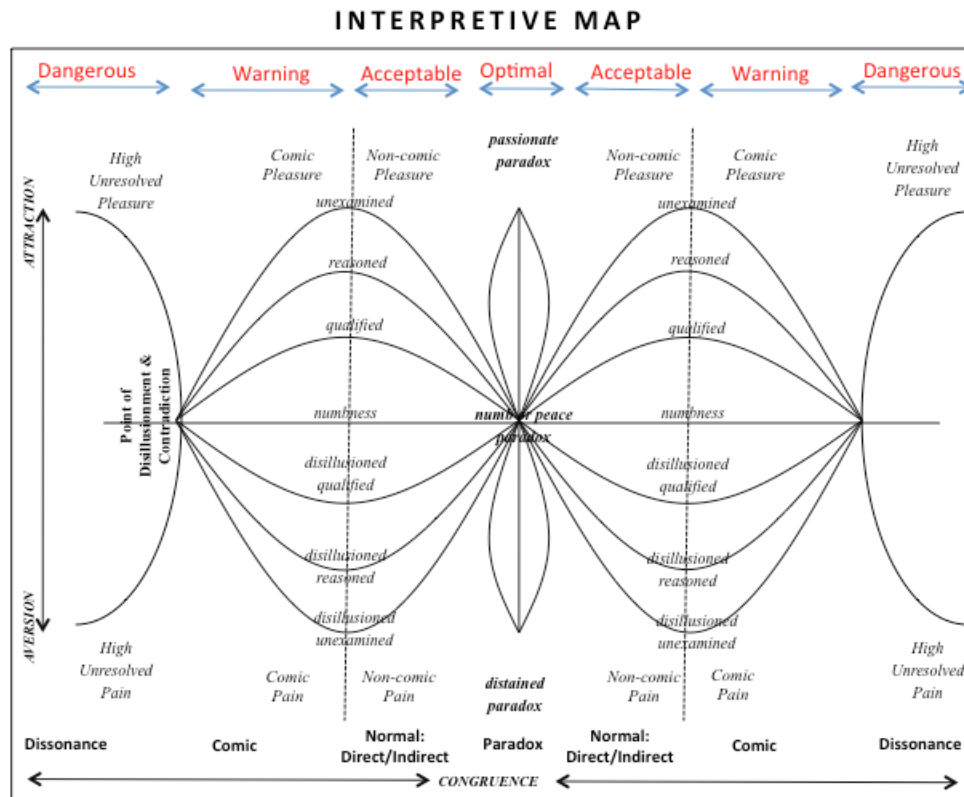 INTERPRETIVE MAP
Dangerous Warning Acceptable Optimal Acceptable Warning Dangerous
High
Unresolved
Pleasure
Comic
Pleasure
Non-comic
Pleasure
passionate
paradox
Non-comic
Pleasure
Comic
Pleasure
High
Unresolved
Pleasure
ATTRACTION
unexamined
unexamined
reasoned
reasoned
qualified
qualified
Point of
Disillusionment &
Contradiction
numbness
numb or peace
paradox
numbness
disillusioned
qualified
disillusioned
qualified
disillusioned
reasoned
disillusioned
reasoned
disillusioned
unexamined
disillusioned
unexamined
AVERSION
High
Unresolved
Pain
Comic
Pain
Non-comic
Pain
distained
paradox
Non-comic
Pain
Comic
Pain
High
Unresolved
Pain
Dissonance
Comic
Normal:
Direct/Indirect
Paradox
Normal:
Direct/Indirect
Comic
Dissonance
CONGRUENCE